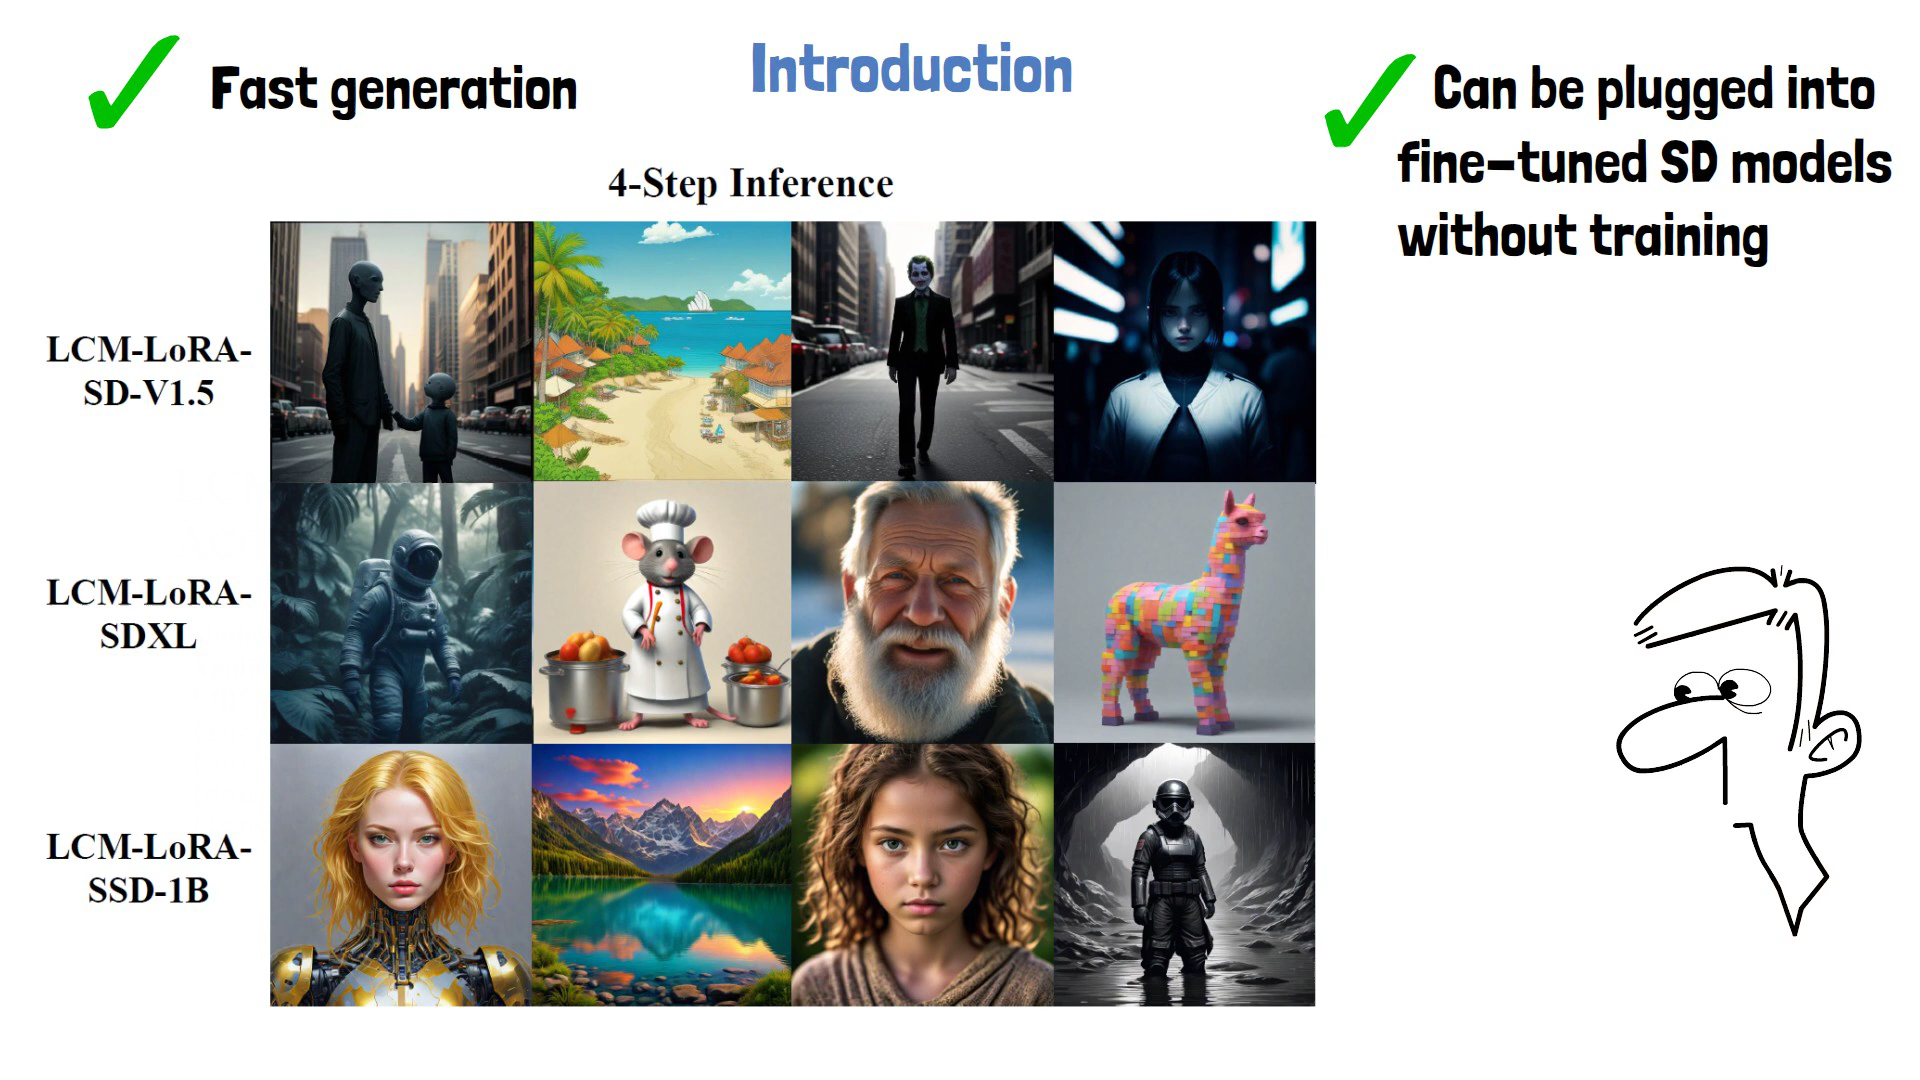 Fast generation
Introduction
Can be plugged into
fine-tuned SD models
without training
4-Step Inference
LCM-LoRA-
SD-V1.5
LCM-LoRA-
SDXL
LCM-LoRA-
SSD-1B